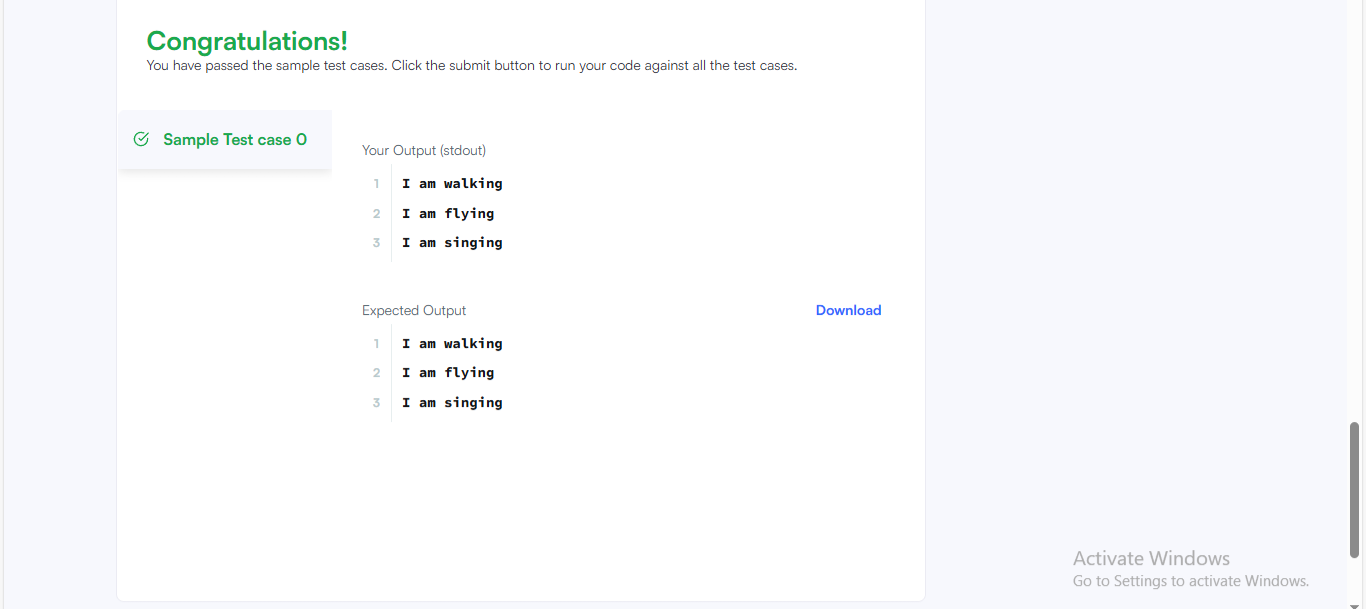 Congratulations!
You have passed the sample test cases. Click the submit button to run your code against all the test cases.
Sample Test case 0
Your Output (stdout)
1 I am walking
2 I am flying
3 I am singing
Expected Output Download
1 I am walking
2 I am flying
3 I am singing
Activate Windows
Go to Settings to activate Windows.